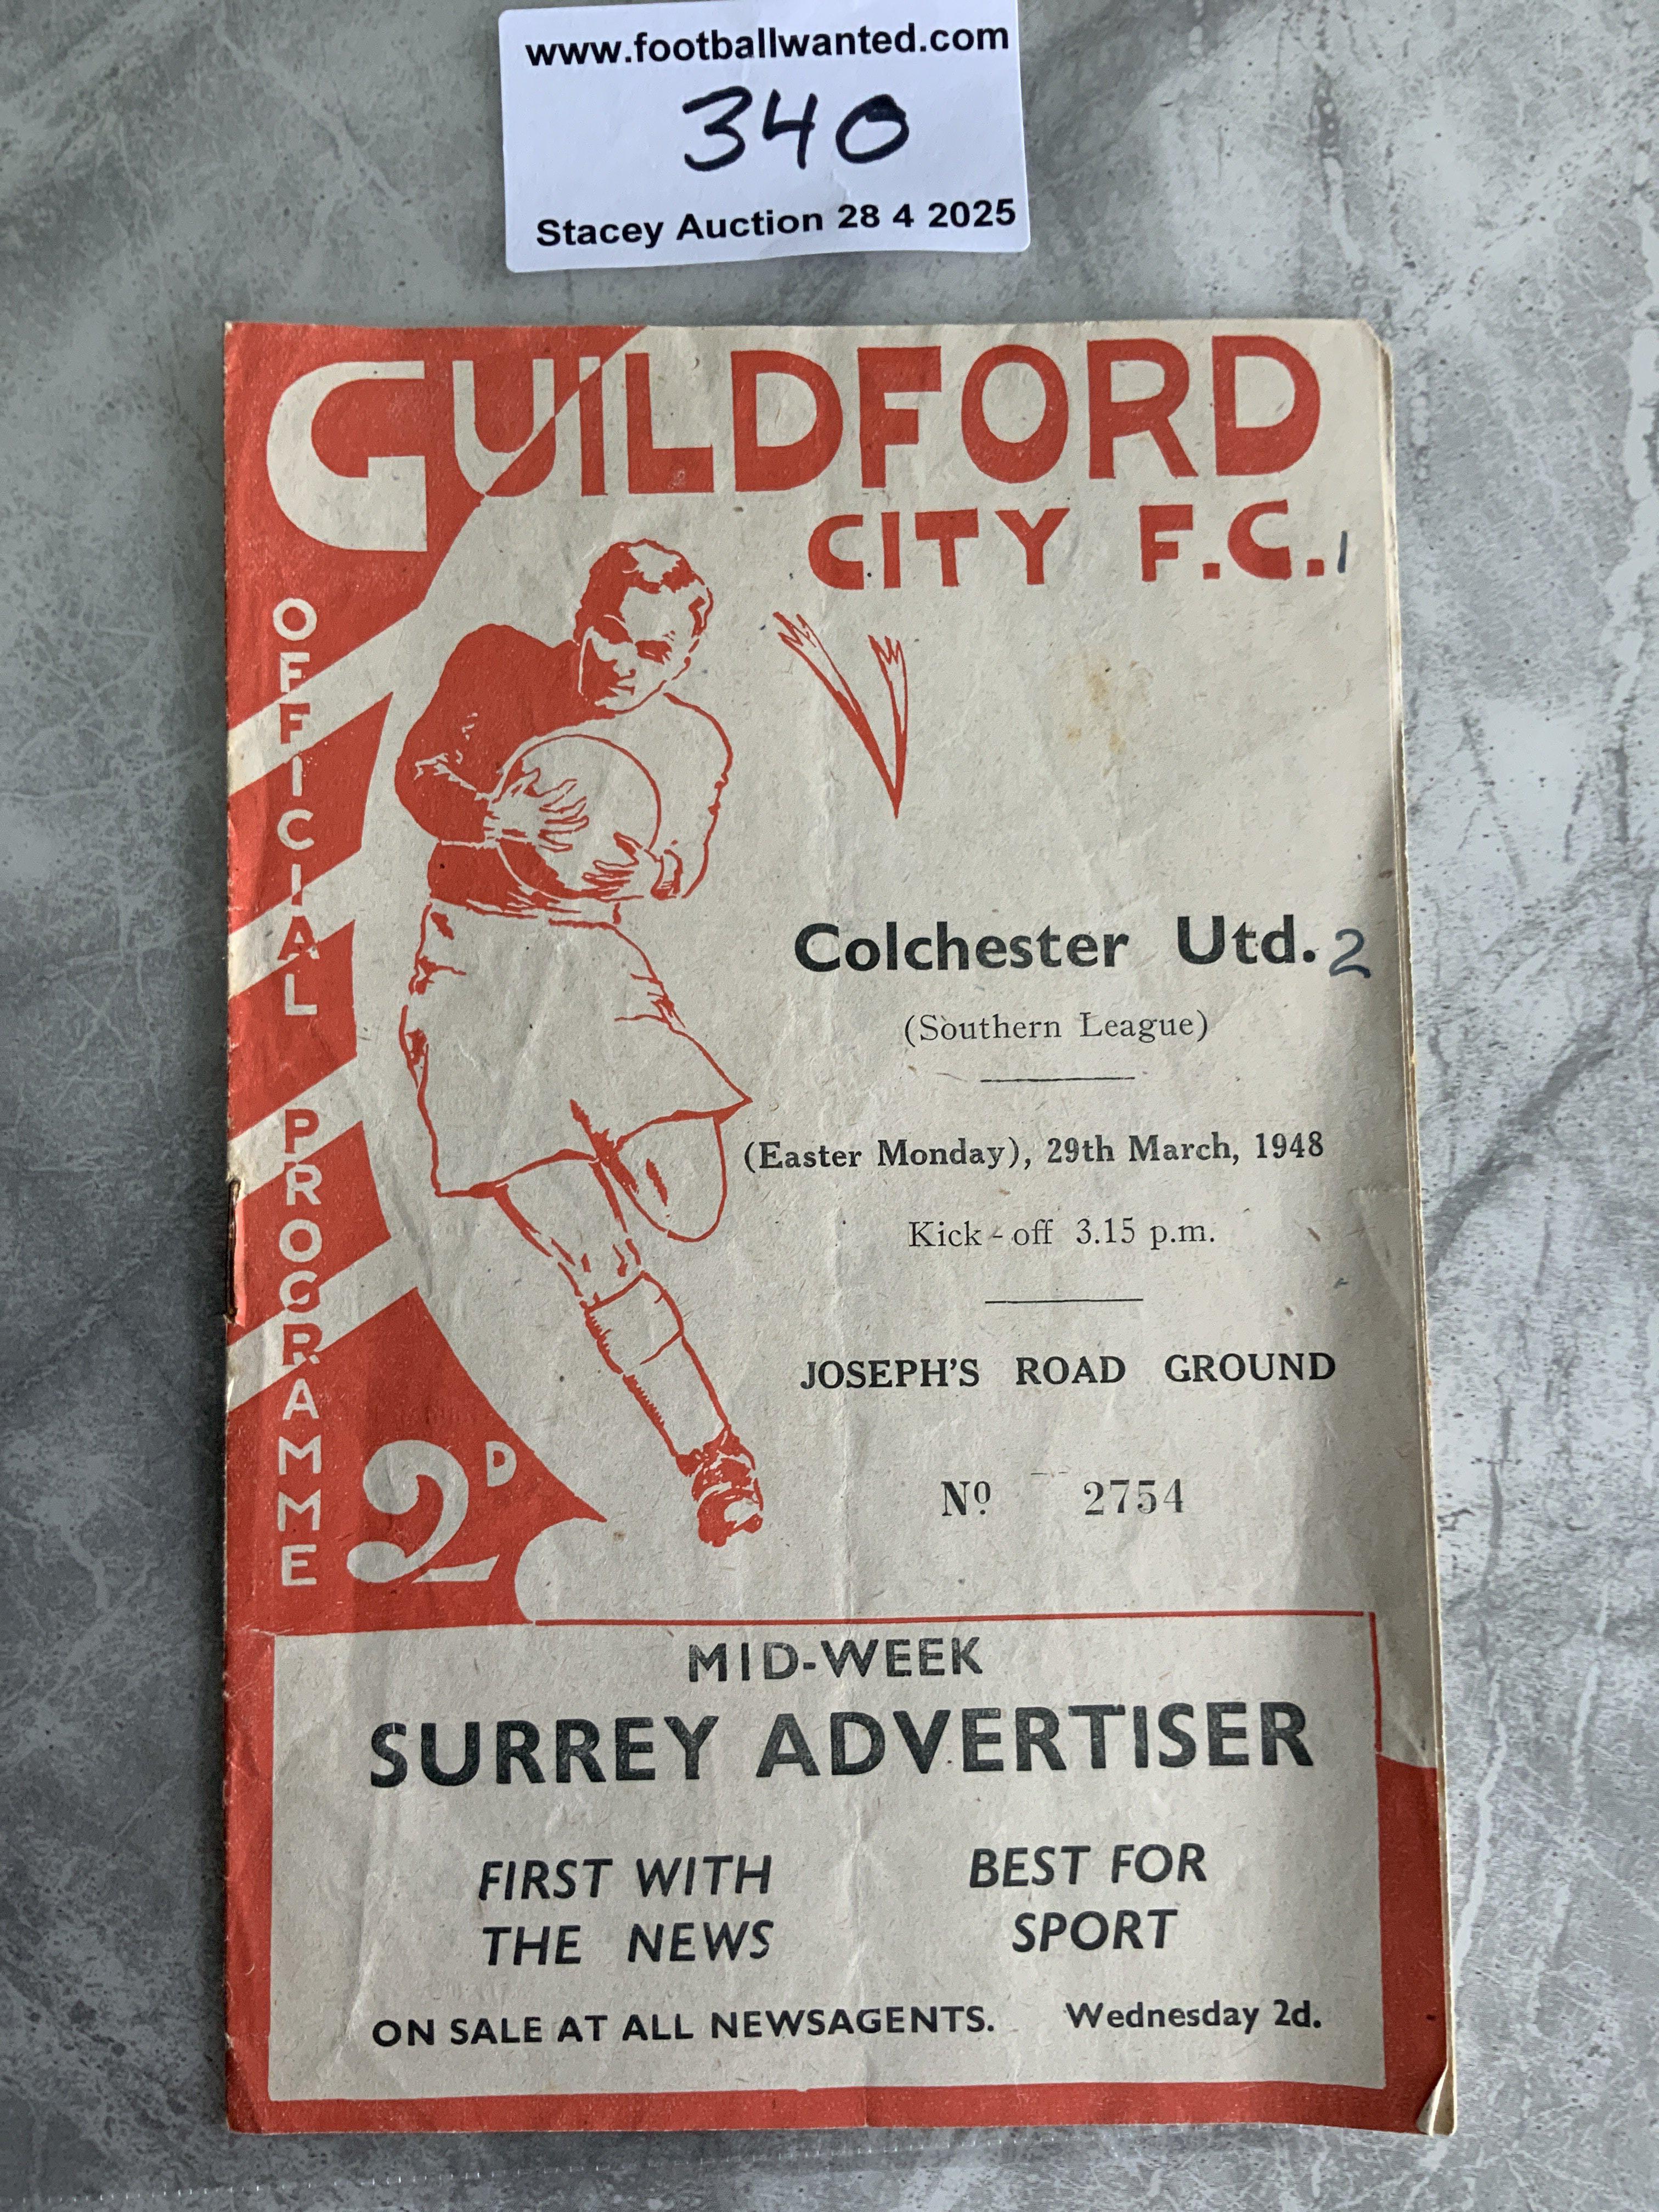 www.footballwanted.com
340
Stacey Auction 28 4 2025
GUILDFORD
CITY F.C. 1
OFFICIAL PROGRAMME
V
Colchester Utd. 2
(Southern League)
(Easter Monday), 29th March, 1948
Kick-off 3.15 p.m.
JOSEPH'S ROAD GROUND
Nº 2754
2D
MID-WEEK
SURREY ADVERTISER
FIRST WITH BEST FOR
THE NEWS SPORT
ON SALE AT ALL NEWSAGENTS. Wednesday 2d.